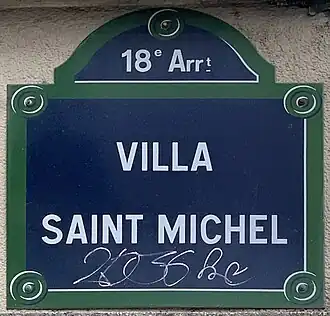 18e Arrt
VILLA
SAINT MICHEL